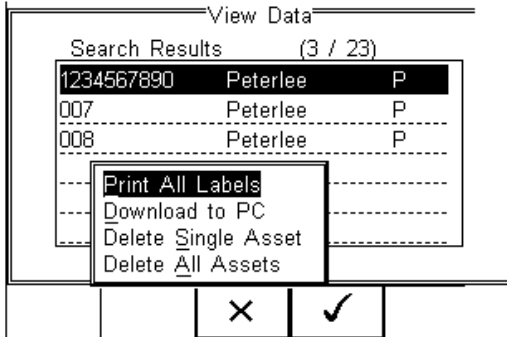 View Data
Search Results (3 / 23)
1234567890 Peterlee P
007 Peterlee P
008 Peterlee P
Print All Labels
Download to PC
Delete Single Asset
Delete All Assets